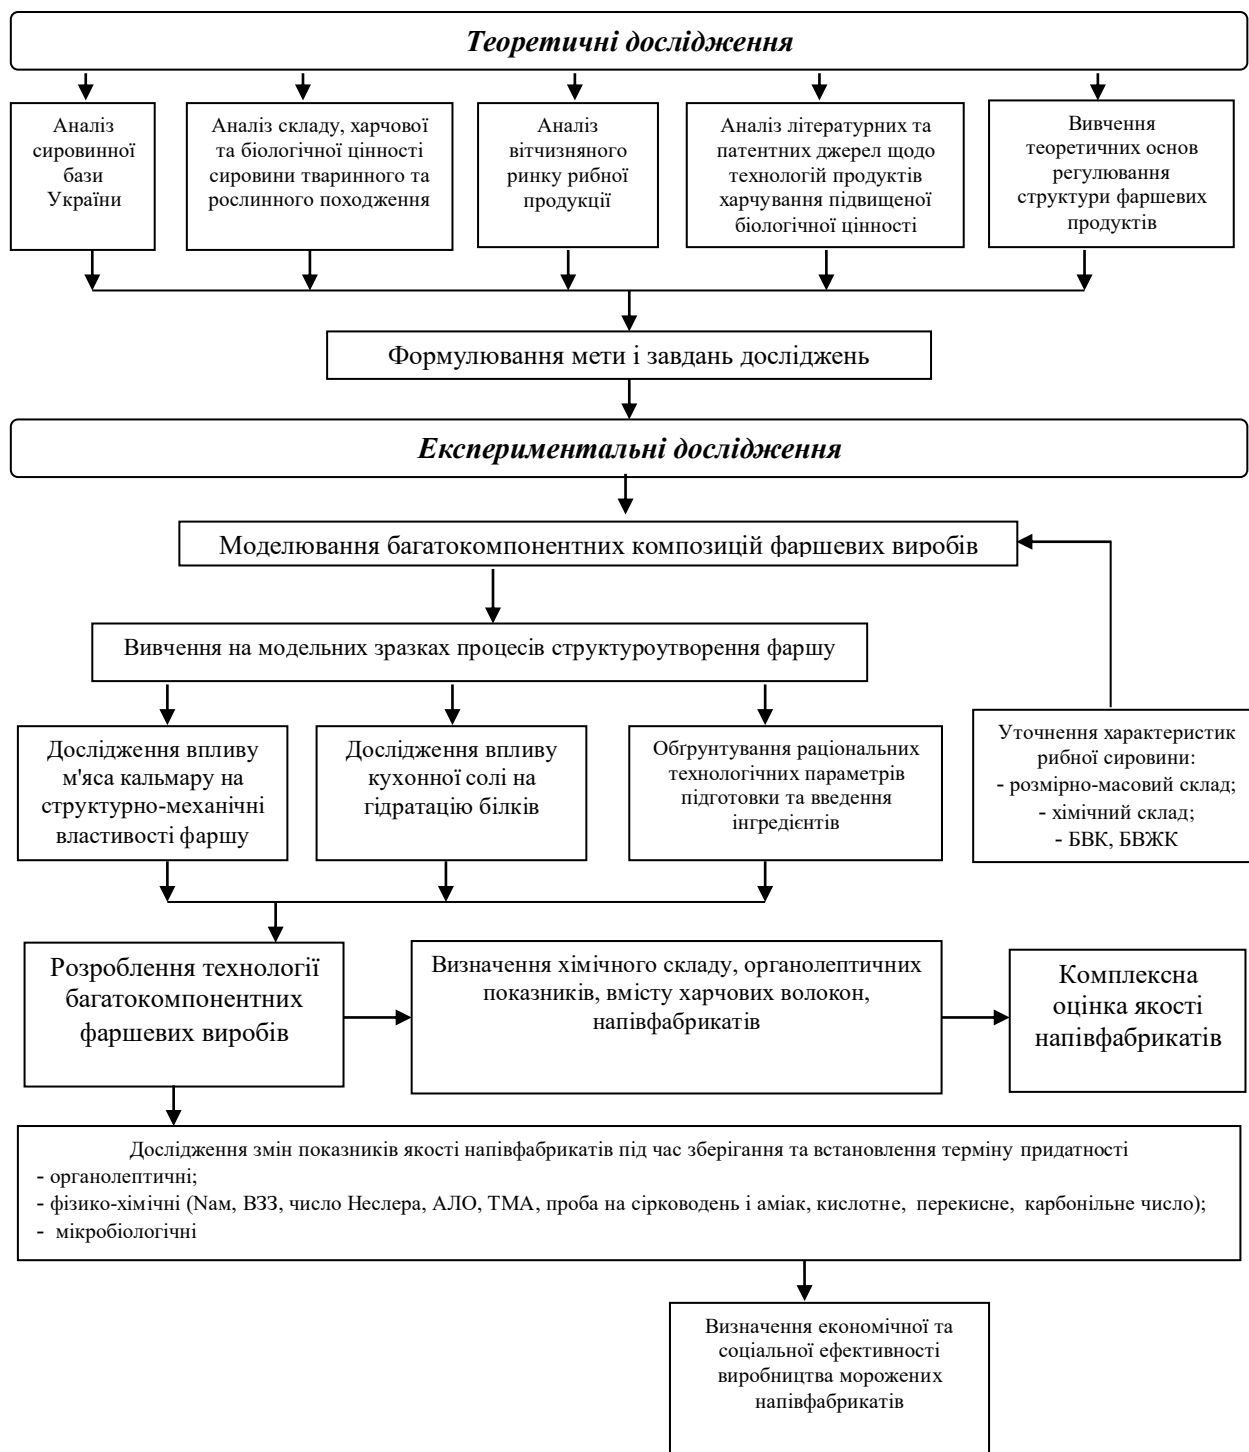 Теоретичні дослідження
Аналіз
сировинної
бази
України
Аналіз складу, харчової
та біологічної цінності
сировини тваринного та
рослинного походження
Аналіз
вітчизняного
ринку рибної
продукції
Аналіз літературних та
патентних джерел щодо
технологій продуктів
харчування підвищеної
біологічної цінності
Вивчення
теоретичних основ
регулювання
структури фаршевих
продуктів
Формулювання мети і завдань досліджень
Експериментальні дослідження
Моделювання багатокомпонентних композицій фаршевих виробів
Вивчення на модельних зразках процесів структуроутворення фаршу
Дослідження впливу
м'яса кальмару на
структурно-механічні
властивості фаршу
Дослідження впливу
кухонної солі на
гідратацію білків
Обґрунтування раціональних
технологічних параметрів
підготовки та введення
інгредієнтів
Уточнення характеристик
рибної сировини:
- розмірно-масовий склад;
- хімічний склад;
- БВК, БВЖК
Розроблення технології
багатокомпонентних
фаршевих виробів
Визначення хімічного складу, органолептичних
показників, вмісту харчових волокон,
напівфабрикатів
Комплексна
оцінка якості
напівфабрикатів
Дослідження змін показників якості напівфабрикатів під час зберігання та встановлення терміну придатності
- органолептичні;
- фізико-хімічні (Nам, ВЗЗ, число Неслера, АЛО, ТМА, проба на сірководень і аміак, кислотне, перекисне, карбонільне число);
- мікробіологічні
Визначення економічної та
соціальної ефективності
виробництва морожених
напівфабрикатів